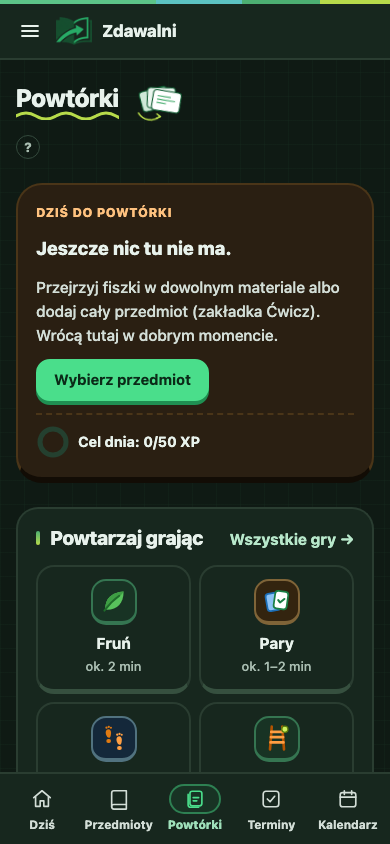 Zdawalni
Powtórki
?
DZIŚ DO POWTÓRKI
Jeszcze nic tu nie ma.
Przejrzyj fiszki w dowolnym materiale albo
dodaj cały przedmiot (zakładka Ćwicz).
Wrócą tutaj w dobrym momencie.
Wybierz przedmiot
Cel dnia: 0/50 XP
Powtarzaj grając
Wszystkie gry →
Fruń
Pary
ok. 2 min
ok. 1–2 min
Dziś
Przedmioty
Powtórki
Terminy
Kalendarz